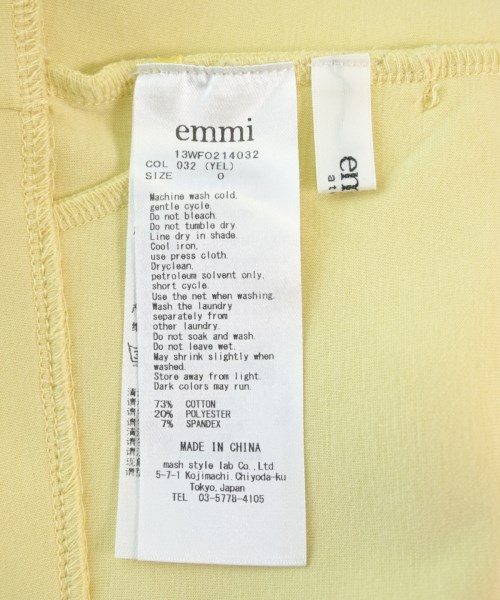 emmi
13WFO214032
COL 032 (YEL)
SIZE 0
Machine wash cold,
gentle cycle.
Do not bleach.
Do not tumble dry.
Line dry in shade.
Cool iron,
use press cloth.
Dryclean,
petroleum solvent only,
short cycle.
Use the net when washing.
Wash the laundry
separately from
other laundry.
Do not soak and wash.
Do not leave wet.
May shrink slightly when
washed.
Store away from light.
Dark colors may run.
73% COTTON
20% POLYESTER
7% SPANDEX
MADE IN CHINA
mash style lab Co.,Ltd.
5-7-1 Kojimachi,Chiyoda-ku
Tokyo,Japan
TEL 03-5778-4105
em
at